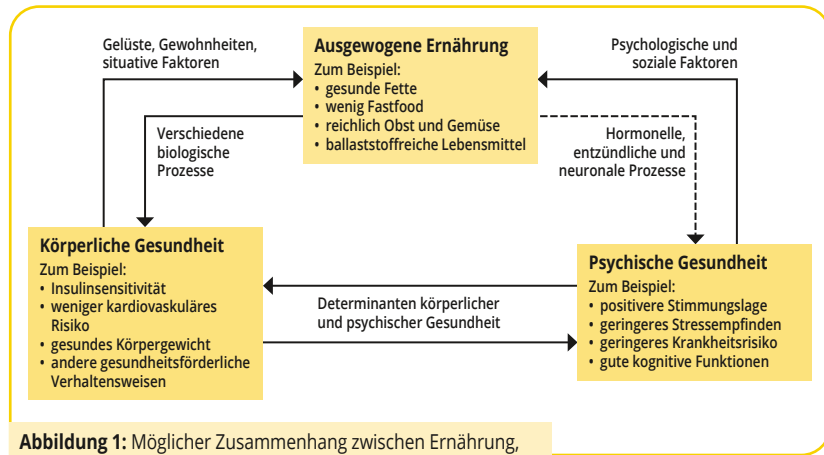 Gelüste, Gewohnheiten,
situative Faktoren
Ausgewogene Ernährung
Zum Beispiel:
• gesunde Fette
• wenig Fastfood
• reichlich Obst und Gemüse
• ballaststoffreiche Lebensmittel
Psychologische und
soziale Faktoren
Verschiedene
biologische
Prozesse
Hormonelle,
entzündliche und
neuronale Prozesse
Körperliche Gesundheit
Zum Beispiel:
• Insulinsensitivität
• weniger kardiovaskuläres
Risiko
• gesundes Körpergewicht
• andere gesundheitsförderliche
Verhaltensweisen
Determinanten körperlicher
und psychischer Gesundheit
Psychische Gesundheit
Zum Beispiel:
• positivere Stimmungslage
• geringeres Stressempfinden
• geringeres Krankheitsrisiko
• gute kognitive Funktionen
Abbildung 1: Möglicher Zusammenhang zwischen Ernährung,